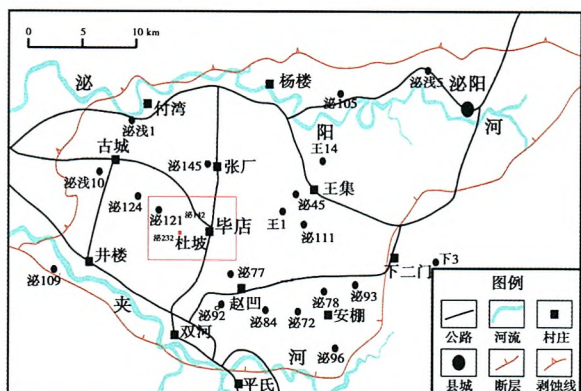 0 5 10 km
泌
杨楼
泌浅5
泌阳
付湾
泌105
河
泌浅1
阳
古城
王14
泌145
张厂
泌浅10
王集
泌124
泌45
泌121
泌142
王1
毕店
泌232
杜坡
泌111
井楼
下二门
下3
泌109
泌77
夹
赵凹
泌78
泌93
泌92
泌84
泌72
安棚
双河
河
泌96
平氏
图例
公路
河流
村庄
县城
断层
剥蚀线